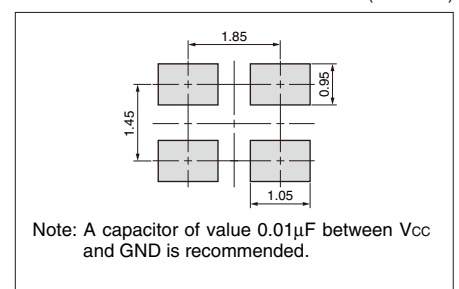 1.85
0.95
1.45
1.05
Note: A capacitor of value 0.01µF between Vcc
and GND is recommended.